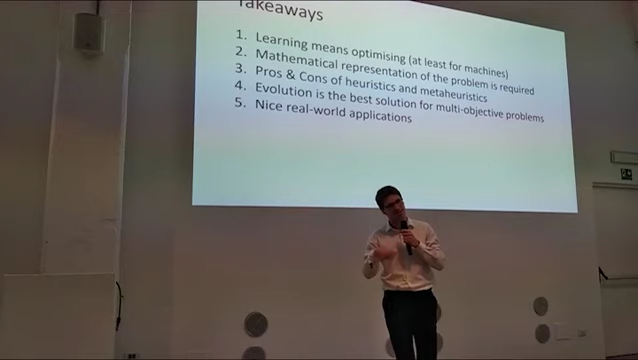 Takeaways
1. Learning means optimising (at least for machines)
2. Mathematical representation of the problem is required
3. Pros & Cons of heuristics and metaheuristics
4. Evolution is the best solution for multi-objective problems
5. Nice real-world applications